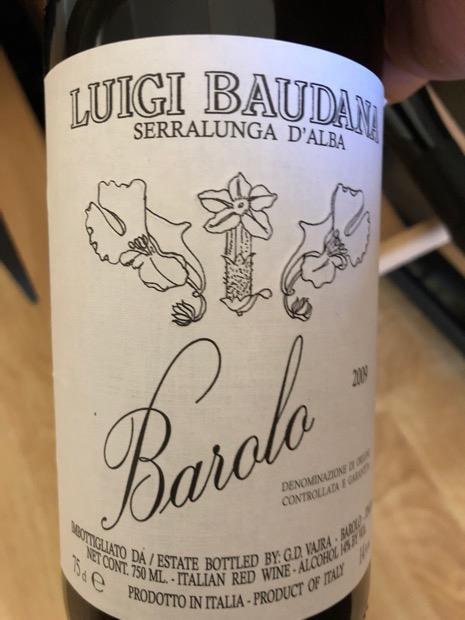 LUIGI BAUDANA
SERRALUNGA D'ALBA
2009
Barolo
DENOMINAZIONE DI ORIGINE
CONTROLLATA E GARANTITA
IMBOTTIGLIATO DA / ESTATE BOTTLED BY: G.D. VAJRA - BAROLO -
NET CONT. 750 ML. - ITALIAN RED WINE - ALCOHOL 14% BY VOL.
75 cl e
PRODOTTO IN ITALIA - PRODUCT OF ITALY